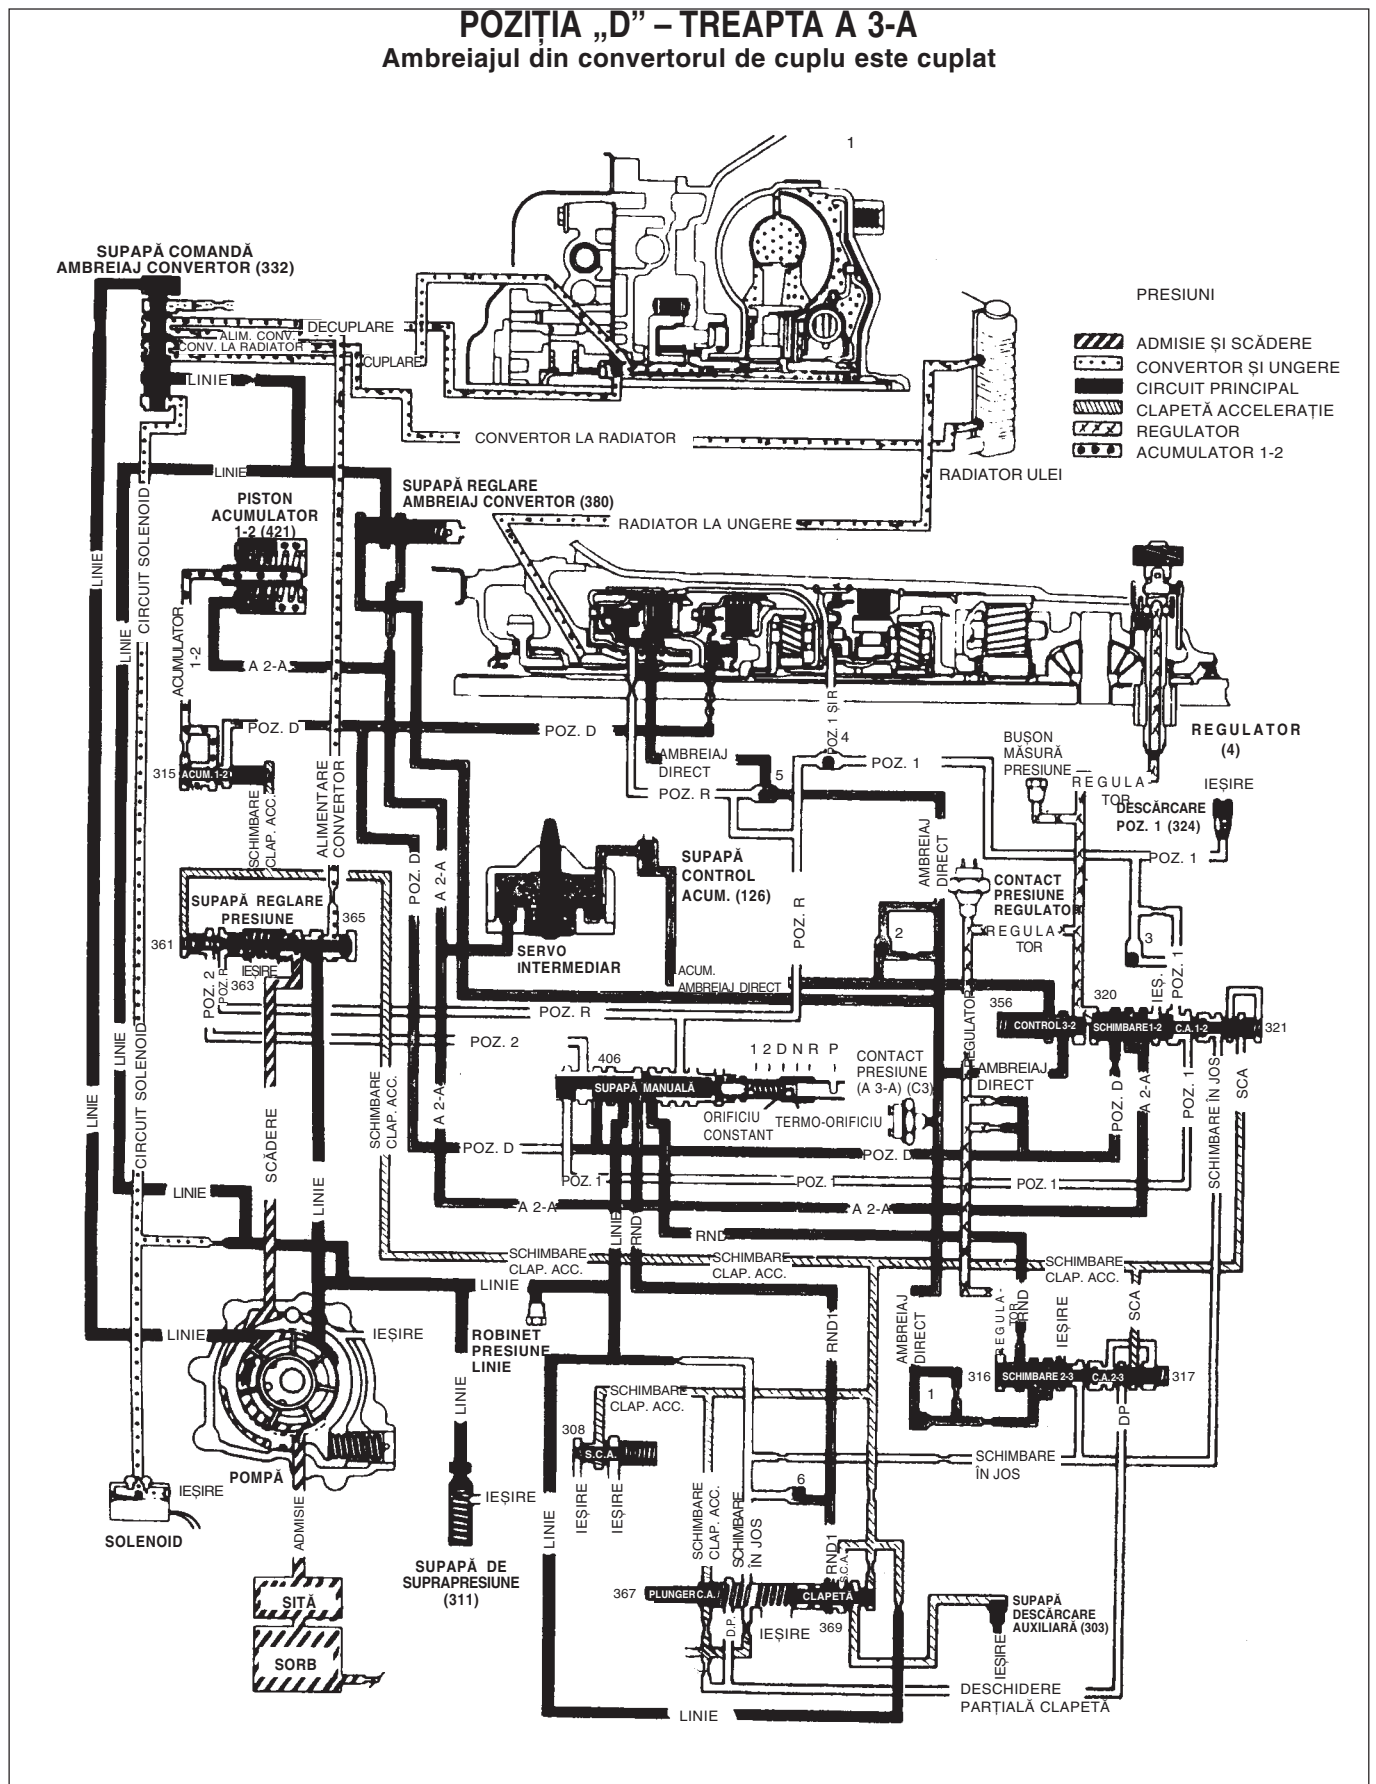 POZIȚIA „D” – TREAPTA A 3-A
Ambreiajul din convertorul de cuplu este cuplat
1
SUPAPĂ COMANDĂ
AMBREIAJ CONVERTOR (332)
DECUPLARE
ALIM. CONV.
CONV. LA RADIATOR
CUPLARE
LINIE
PRESIUNI
ADMISIE ȘI SCĂDERE
CONVERTOR ȘI UNGERE
CIRCUIT PRINCIPAL
CLAPETĂ ACCELERAȚIE
REGULATOR
ACUMULATOR 1-2
CONVERTOR LA RADIATOR
RADIATOR ULEI
LINIE
PISTON
ACUMULATOR
1-2 (421)
SUPAPĂ REGLARE
AMBREIAJ CONVERTOR (380)
RADIATOR LA UNGERE
LINIE
LINIE
CIRCUIT SOLENOID
ACUMULATOR
1-2
A 2-A
POZ. D
POZ. D
POZ. 1 ȘI R
4
POZ. 1
REGULATOR
(4)
BUȘON
MĂSURĂ
PRESIUNE
REGULA
TOR
IEȘIRE
DESCĂRCARE
POZ. 1 (324)
POZ. 1
315
ACUM. 1-2
SCHIMBARE
CLAP. ACC.
ALIMENTARE
CONVERTOR
AMBREIAJ
DIRECT
5
POZ. R
POZ. D
A 2-A
SUPAPĂ
CONTROL
ACUM. (126)
AMBREIAJ
DIRECT
CONTACT
PRESIUNE
REGULATOR
REGULA
TOR
SUPAPĂ REGLARE
PRESIUNE
365
361
IEȘIRE
363
POZ. 2
POZ. R
SERVO
INTERMEDIAR
ACUM.
AMBREIAJ DIRECT
POZ. R
2
3
IEȘ.
POZ. 1
POZ. R
POZ. 2
356
320
CONTROL 3-2
SCHIMBARE 1-2
C.A. 1-2
321
REGULATOR
406
1 2 D N R P
SUPAPĂ MANUALĂ
CONTACT
PRESIUNE
(A 3-A) (C3)
AMBREIAJ
DIRECT
ORIFICIU
CONSTANT
TERMO-ORIFICIU
LINIE
LINIE
CIRCUIT SOLENOID
SCĂDERE
SCHIMBARE
CLAP. ACC.
A 2-A
POZ. D
A 2-A
POZ. 1
SCHIMBARE ÎN JOS
SCA
POZ. D
POZ. D
POZ. 1
POZ. 1
POZ. 1
LINIE
LINIE
A 2-A
A 2-A
LINIE
RND
RND
SCHIMBARE
CLAP. ACC.
SCHIMBARE
CLAP. ACC.
SCHIMBARE
CLAP. ACC.
LINIE
LINIE
IEȘIRE
ROBINET
PRESIUNE
LINIE
RND1
AMBREIAJ
DIRECT
REGULA-
TOR
RND
IEȘIRE
SCA
316
SCHIMBARE 2-3
C.A. 2-3
317
1
DP
SCHIMBARE
CLAP. ACC.
308
S.C.A.
IEȘIRE
IEȘIRE
LINIE
SCHIMBARE
ÎN JOS
POMPĂ
IEȘIRE
SOLENOID
ADMISIE
SITĂ
SORB
IEȘIRE
SUPAPĂ DE
SUPRAPRESIUNE
(311)
LINIE
SCHIMBARE
CLAP. ACC.
SCHIMBARE
ÎN JOS
6
RND1
S.C.A.
367
PLUNGER C.A.
CLAPETĂ
D.P.
IEȘIRE
369
SUPAPĂ
DESCĂRCARE
AUXILIARĂ (303)
IEȘIRE
DESCHIDERE
PARȚIALĂ CLAPETĂ
LINIE